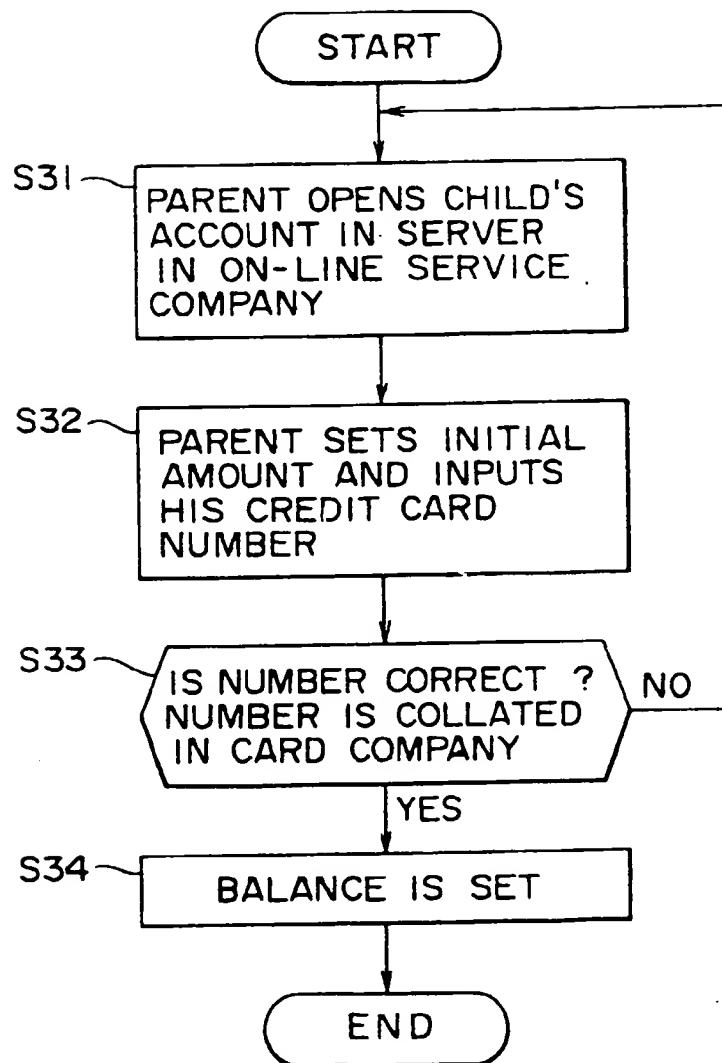 START
S31
PARENT OPENS CHILD'S
ACCOUNT IN SERVER
IN ON-LINE SERVICE
COMPANY
S32
PARENT SETS INITIAL
AMOUNT AND INPUTS
HIS CREDIT CARD
NUMBER
S33
IS NUMBER CORRECT ?
NUMBER IS COLLATED
IN CARD COMPANY
NO
YES
S34
BALANCE IS SET
END